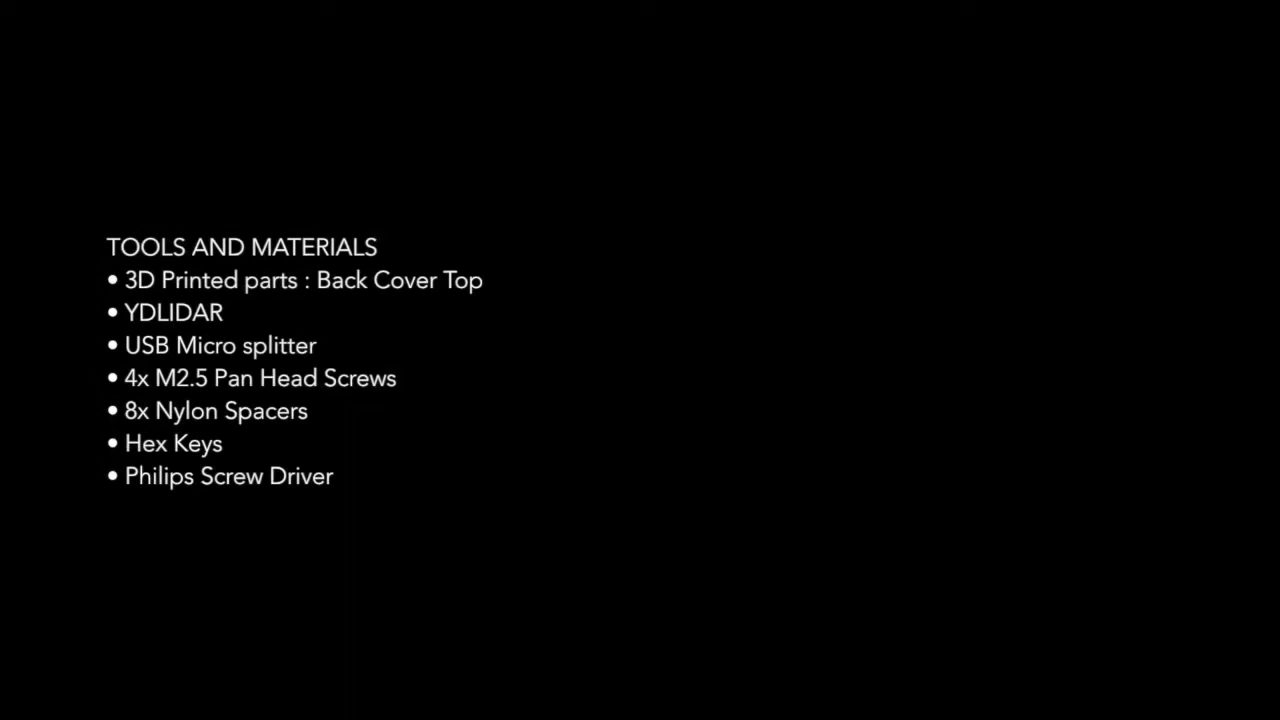 TOOLS AND MATERIALS
• 3D Printed parts : Back Cover Top
• YDLIDAR
• USB Micro splitter
• 4x M2.5 Pan Head Screws
• 8x Nylon Spacers
• Hex Keys
• Philips Screw Driver